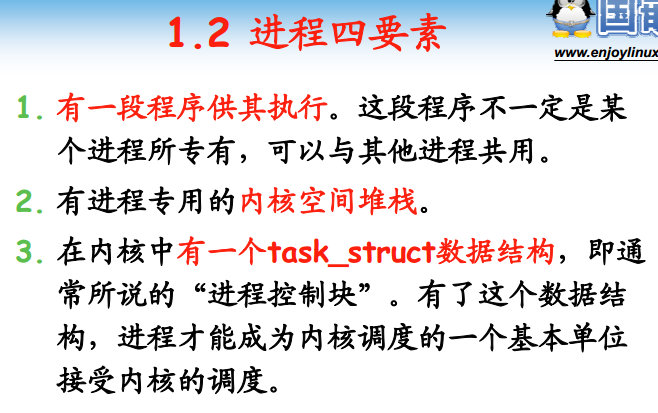 1.2 进程四要素
国
www.enjoylinux
1. 有一段程序供其执行。这段程序不一定是某
个进程所专有，可以与其他进程共用。
2. 有进程专用的内核空间堆栈。
3. 在内核中有一个task_struct数据结构，即通
常所说的“进程控制块”。有了这个数据结
构，进程才能成为内核调度的一个基本单位
接受内核的调度。